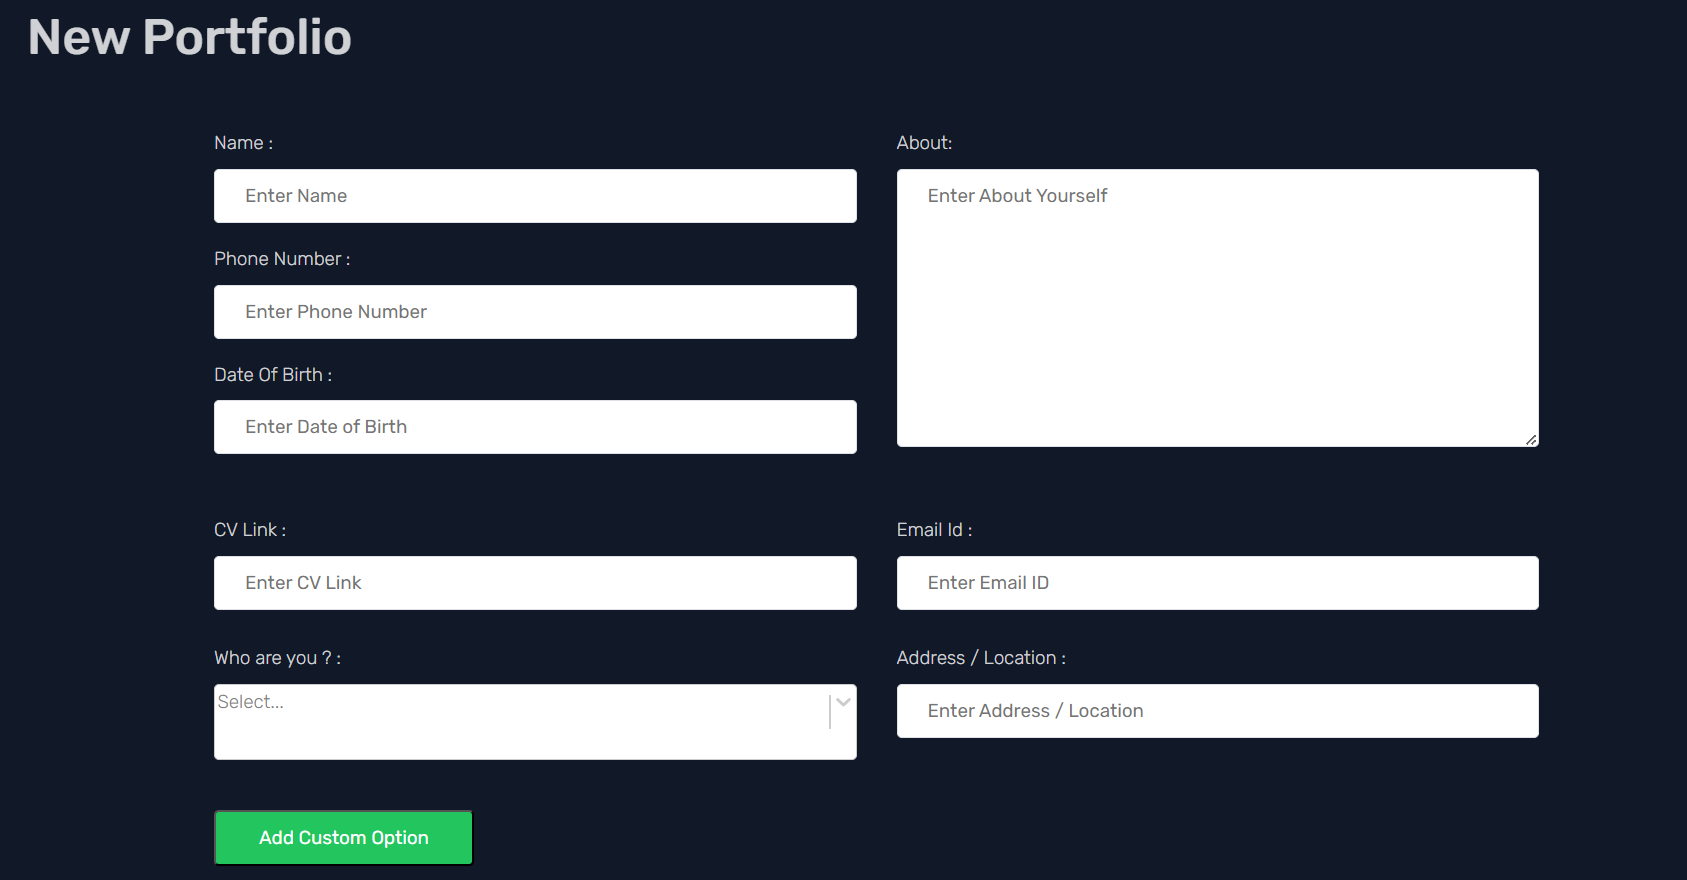 New Portfolio
Name :
Enter Name
Phone Number :
Enter Phone Number
Date Of Birth :
Enter Date of Birth
About:
Enter About Yourself
CV Link :
Enter CV Link
Email Id :
Enter Email ID
Who are you ? :
Select...
Address / Location :
Enter Address / Location
Add Custom Option